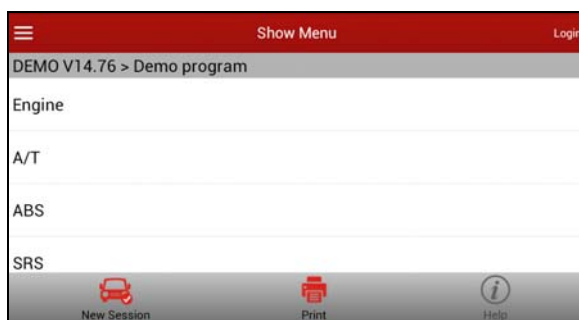 Show Menu
Login
DEMO V14.76 > Demo program
Engine
A/T
ABS
SRS
New Session
Print
Help